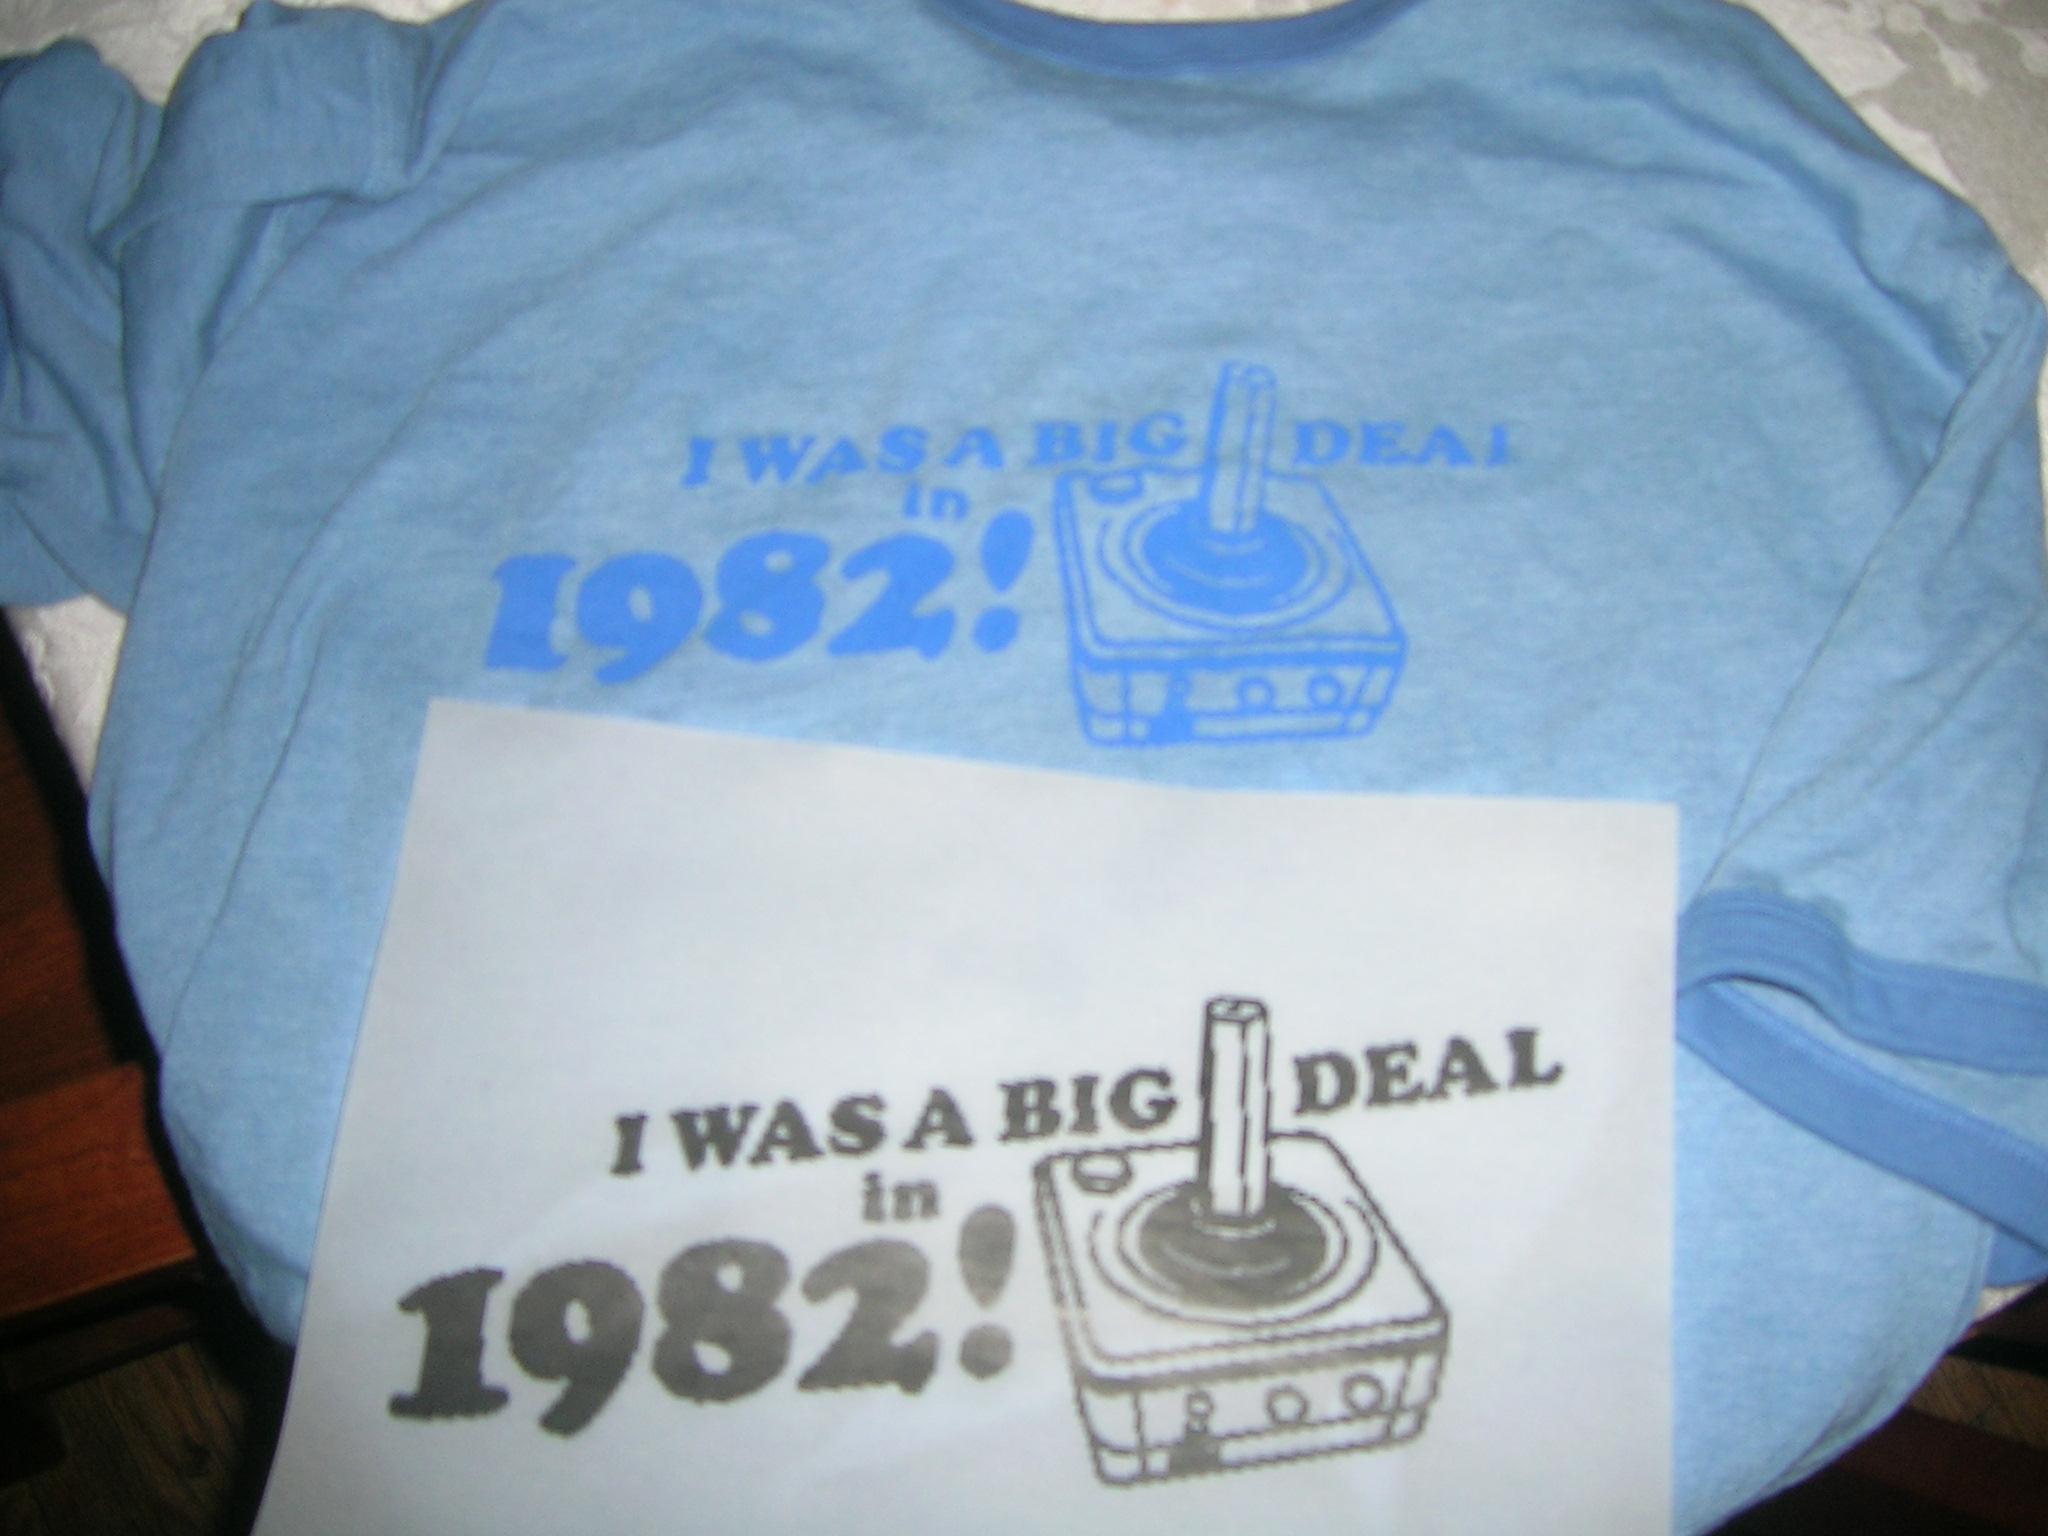 I WAS A BIG DEAL
in
1982!
I WAS A BIG DEAL
in
1982!